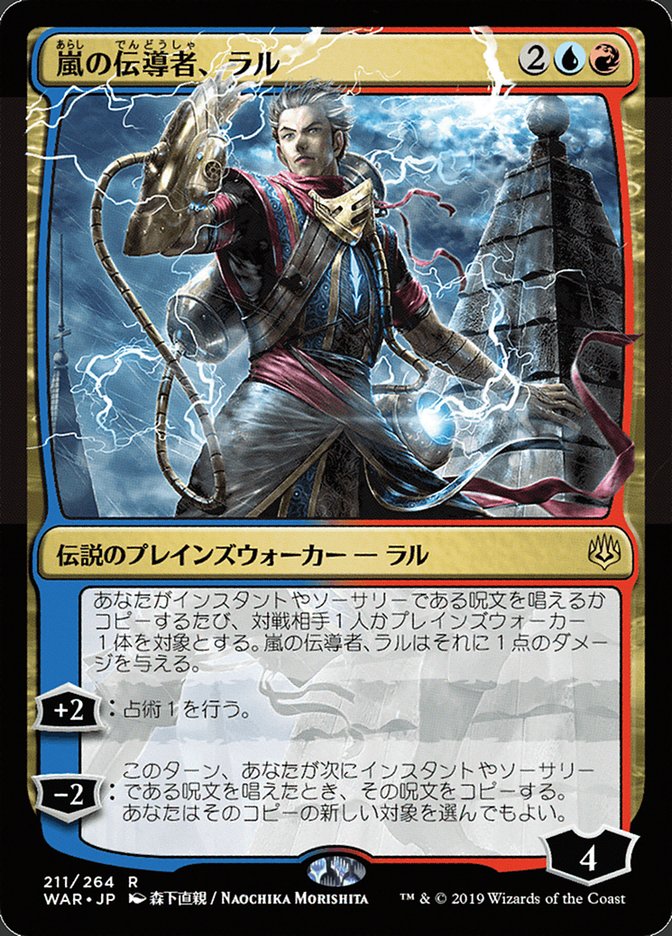 あらし でんどうしゃ
嵐の伝導者、ラル 2
伝説のプレインズウォーカー — ラル
あなたがインスタントやソーサリーである呪文を唱えるか
コピーするたび、対戦相手1人かプレインズウォーカー
1体を対象とする。嵐の伝導者、ラルはそれに1点のダメー
ジを与える。
+2 : 占術1を行う。
このターン、あなたが次にインスタントやソーサリー
-2 : である呪文を唱えたとき、その呪文をコピーする。
あなたはそのコピーの新しい対象を選んでもよい。
4
211/264 R
WAR • JP 森下直親 / NAOCHIKA MORISHITA
™ & © 2019 Wizards of the Coast